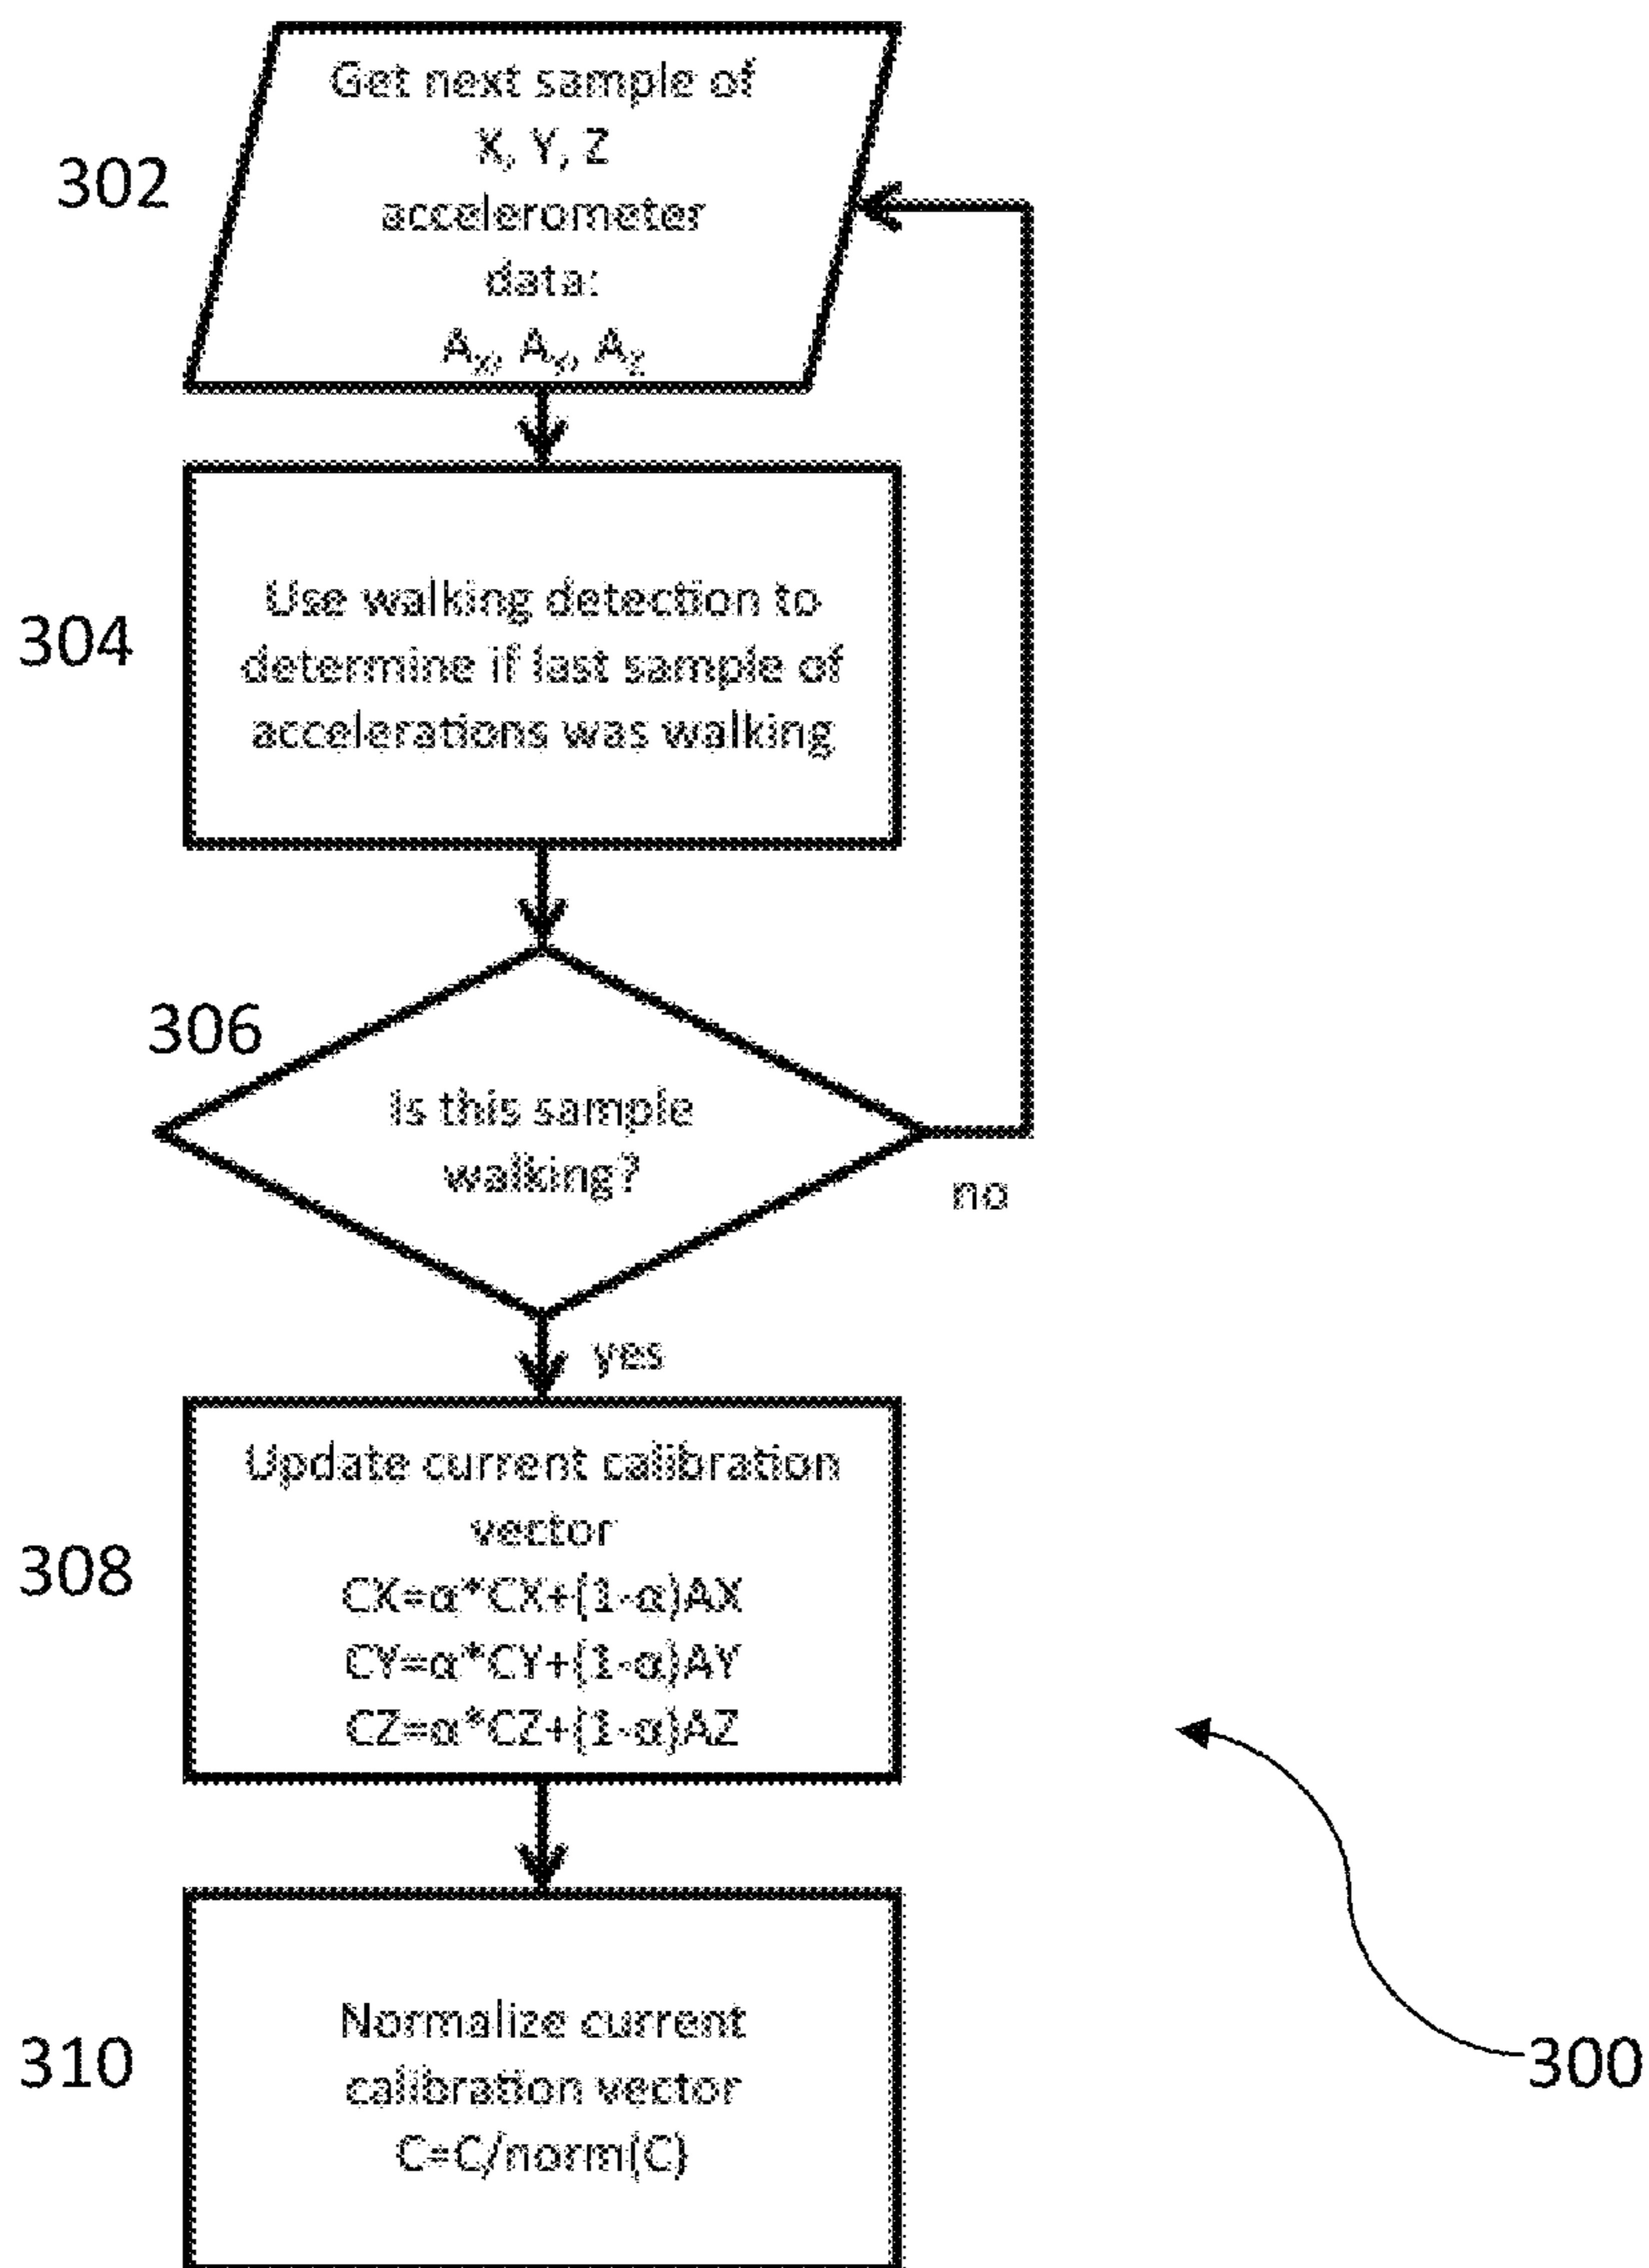 302
Get next sample of
X, Y, Z
accelerometer
data:
Aₓ, Aᵧ, A_Z
304
Use walking detection to
determine if last sample of
accelerations was walking
306
Is this sample
walking?
no
yes
308
Update current calibration
vector
CX=α*CX+(1-α)AX
CY=α*CY+(1-α)AY
CZ=α*CZ+(1-α)AZ
310
Normalize current
calibration vector
C=C/norm(C)
300